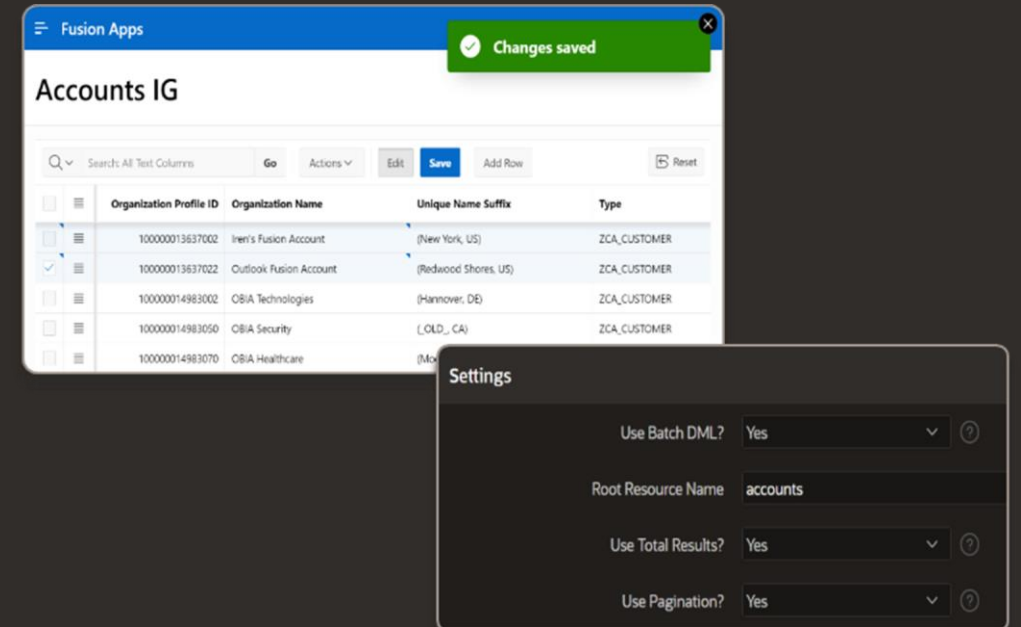 Fusion Apps
Changes saved
Accounts IG
Search: All Text Columns Go Actions Edit Save Add Row Reset
Organization Profile ID Organization Name Unique Name Suffix Type
100000013637002 Iren's Fusion Account (New York, US) ZCA_CUSTOMER
100000013637022 Outlook Fusion Account (Redwood Shores, US) ZCA_CUSTOMER
100000014983002 OBIA Technologies (Hannover, DE) ZCA_CUSTOMER
100000014983050 OBIA Security (_OLD_, CA) ZCA_CUSTOMER
100000014983070 OBIA Healthcare
Settings
Use Batch DML? Yes
Root Resource Name accounts
Use Total Results? Yes
Use Pagination? Yes